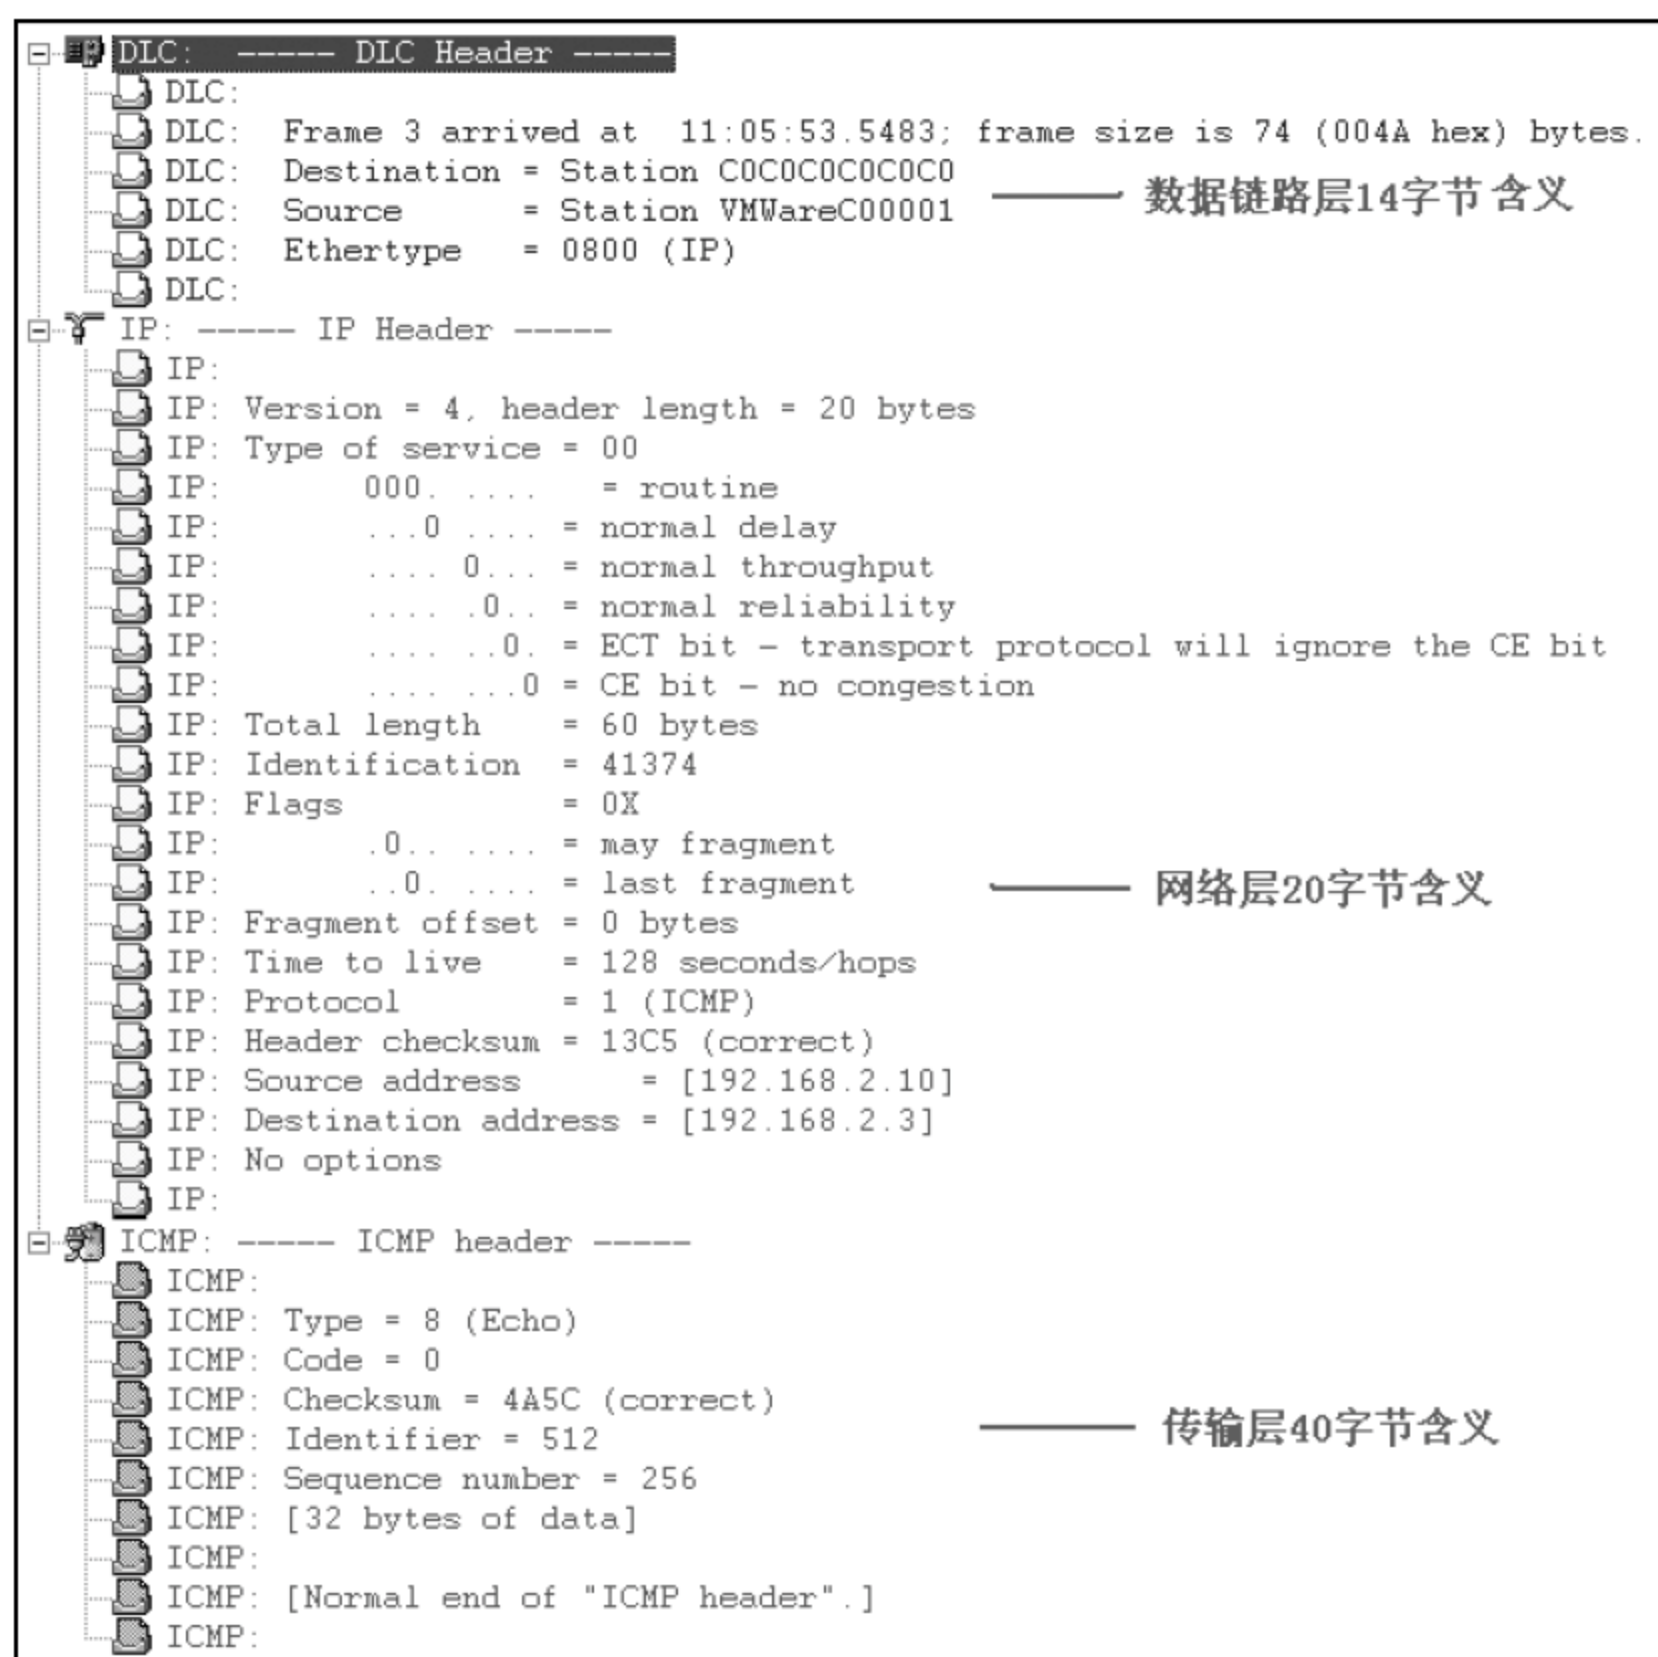 DLC: ----- DLC Header -----
DLC:
DLC: Frame 3 arrived at 11:05:53.5483; frame size is 74 (004A hex) bytes.
DLC: Destination = Station C0C0C0C0C0C0
DLC: Source = Station VMWareC00001
数据链路层14字节含义
DLC: Ethertype = 0800 (IP)
DLC:
IP: ----- IP Header -----
IP:
IP: Version = 4, header length = 20 bytes
IP: Type of service = 00
IP: 000. .... = routine
IP: ...0 .... = normal delay
IP: .... 0... = normal throughput
IP: .... .0.. = normal reliability
IP: .... ..0. = ECT bit - transport protocol will ignore the CE bit
IP: .... ...0 = CE bit - no congestion
IP: Total length = 60 bytes
IP: Identification = 41374
IP: Flags = 0X
IP: .0.. .... = may fragment
IP: ..0. .... = last fragment
网络层20字节含义
IP: Fragment offset = 0 bytes
IP: Time to live = 128 seconds/hops
IP: Protocol = 1 (ICMP)
IP: Header checksum = 13C5 (correct)
IP: Source address = [192.168.2.10]
IP: Destination address = [192.168.2.3]
IP: No options
IP:
ICMP: ----- ICMP header -----
ICMP:
ICMP: Type = 8 (Echo)
ICMP: Code = 0
ICMP: Checksum = 4A5C (correct)
传输层40字节含义
ICMP: Identifier = 512
ICMP: Sequence number = 256
ICMP: [32 bytes of data]
ICMP:
ICMP: [Normal end of "ICMP header".]
ICMP: